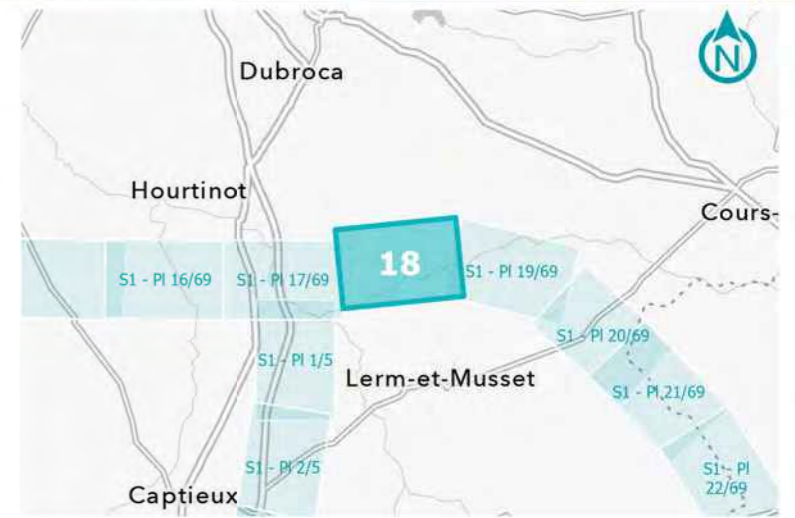 N
Dubroca
Hourtinot
Cours-
18
S1 - Pl 16/69
S1 - Pl 17/69
S1 - Pl 19/69
S1 - Pl 20/69
S1 - Pl 1/5
Lerm-et-Musset
S1 - Pl 21/69
S1 - Pl 2/5
S1 - Pl
22/69
Captieux